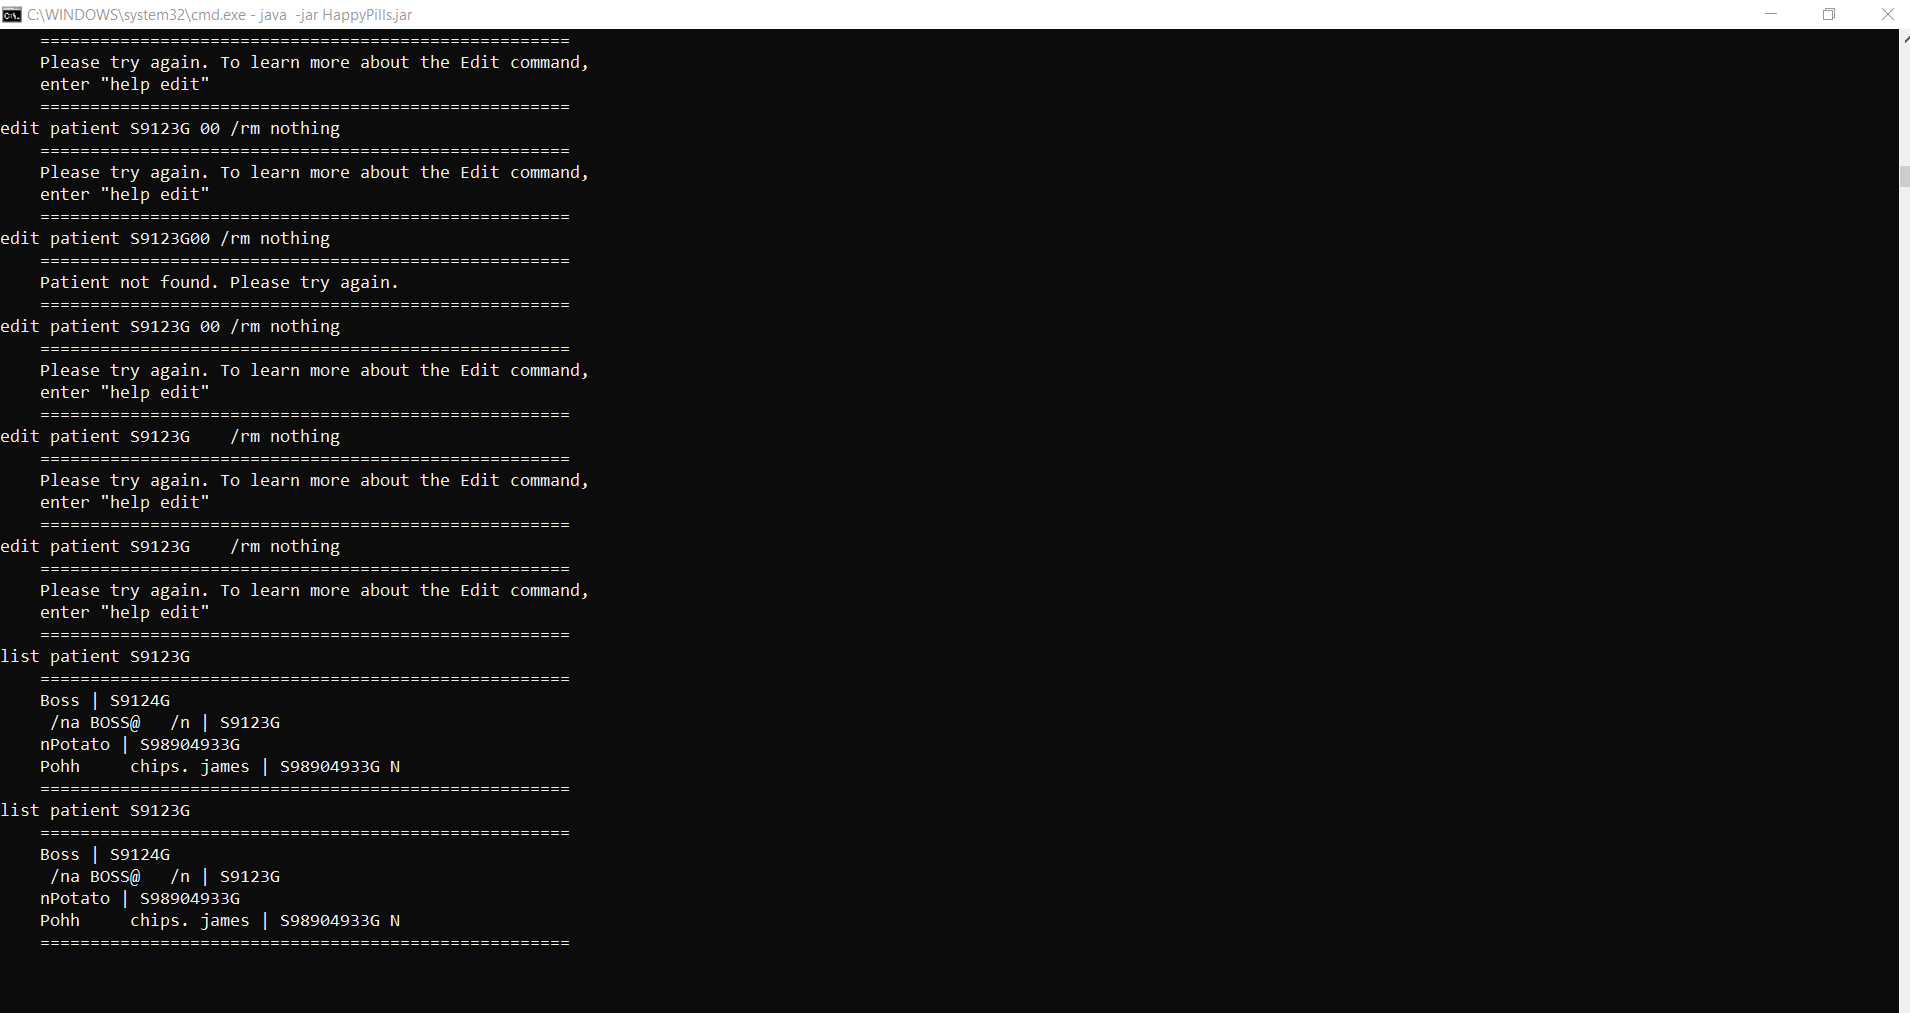 C:\WINDOWS\system32\cmd.exe - java  -jar HappyPills.jar
    =====================================================
    Please try again. To learn more about the Edit command,
    enter "help edit"
    =====================================================
edit patient S9123G 00 /rm nothing
    =====================================================
    Please try again. To learn more about the Edit command,
    enter "help edit"
    =====================================================
edit patient S9123G00 /rm nothing
    =====================================================
    Patient not found. Please try again.
    =====================================================
edit patient S9123G 00 /rm nothing
    =====================================================
    Please try again. To learn more about the Edit command,
    enter "help edit"
    =====================================================
edit patient S9123G    /rm nothing
    =====================================================
    Please try again. To learn more about the Edit command,
    enter "help edit"
    =====================================================
edit patient S9123G    /rm nothing
    =====================================================
    Please try again. To learn more about the Edit command,
    enter "help edit"
    =====================================================
list patient S9123G
    =====================================================
    Boss | S9124G
     /na BOSS@   /n | S9123G
    nPotato | S98904933G
    Pohh     chips. james | S98904933G N
    =====================================================
list patient S9123G
    =====================================================
    Boss | S9124G
     /na BOSS@   /n | S9123G
    nPotato | S98904933G
    Pohh     chips. james | S98904933G N
    =====================================================